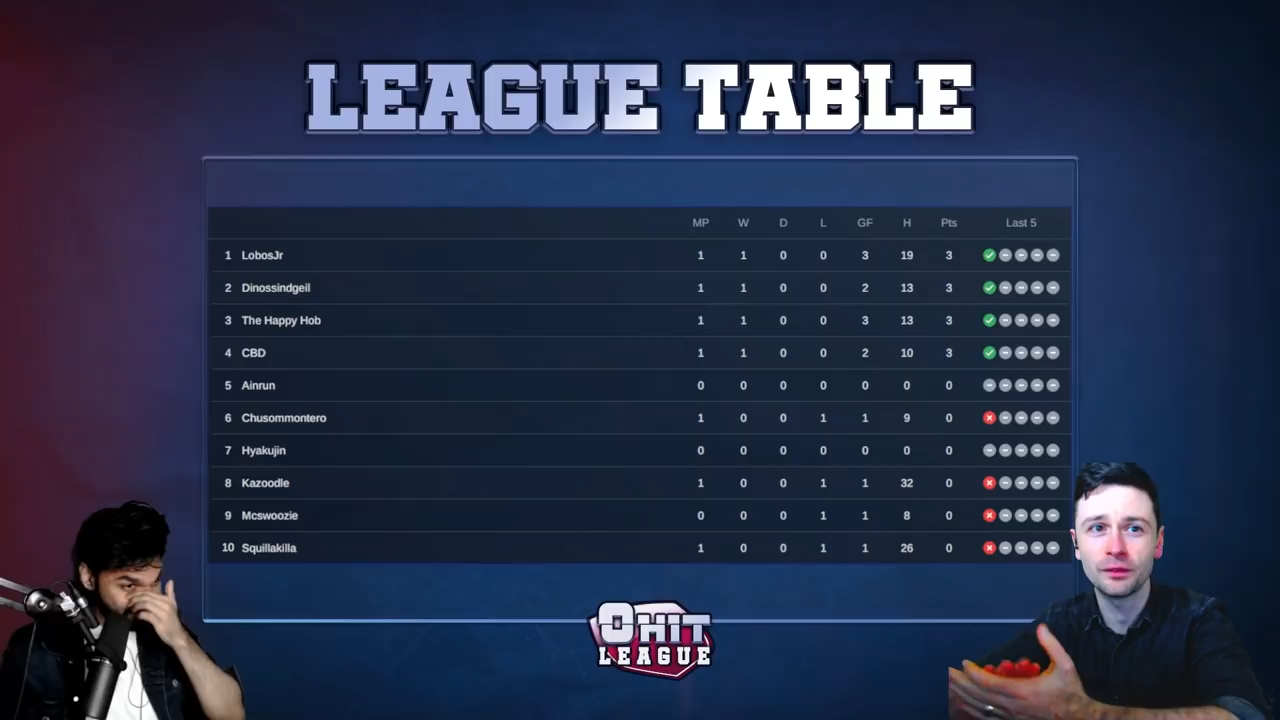 LEAGUE TABLE
MP W D L GF H Pts Last 5
1 LobosJr 1 1 0 0 3 19 3
2 Dinossindgeil 1 1 0 0 2 13 3
3 The Happy Hob 1 1 0 0 3 13 3
4 CBD 1 1 0 0 2 10 3
5 Ainrun 0 0 0 0 0 0 0
6 Chusommontero 1 0 0 1 1 9 0
7 Hyakujin 0 0 0 0 0 0 0
8 Kazoodle 1 0 0 1 1 32 0
9 Mcswoozie 0 0 0 1 1 8 0
10 Squillakilla 1 0 0 1 1 26 0
0HIT
LEAGUE